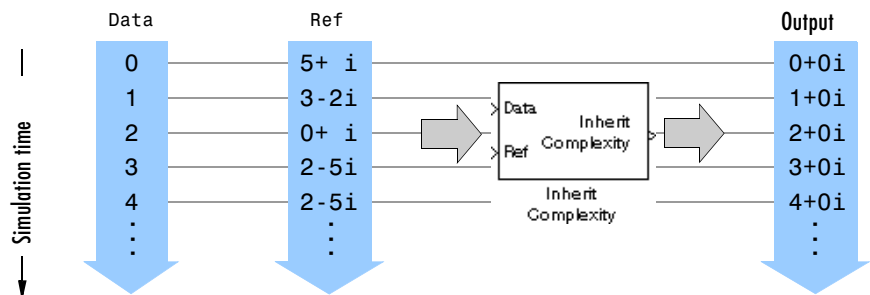 Data Ref Output
0 5+ i 0+0i
1 3-2i 1+0i
2 0+ i 2+0i
3 2-5i 3+0i
4 2-5i 4+0i
Simulation time
Data
Ref
Inherit
Complexity
Inherit
Complexity